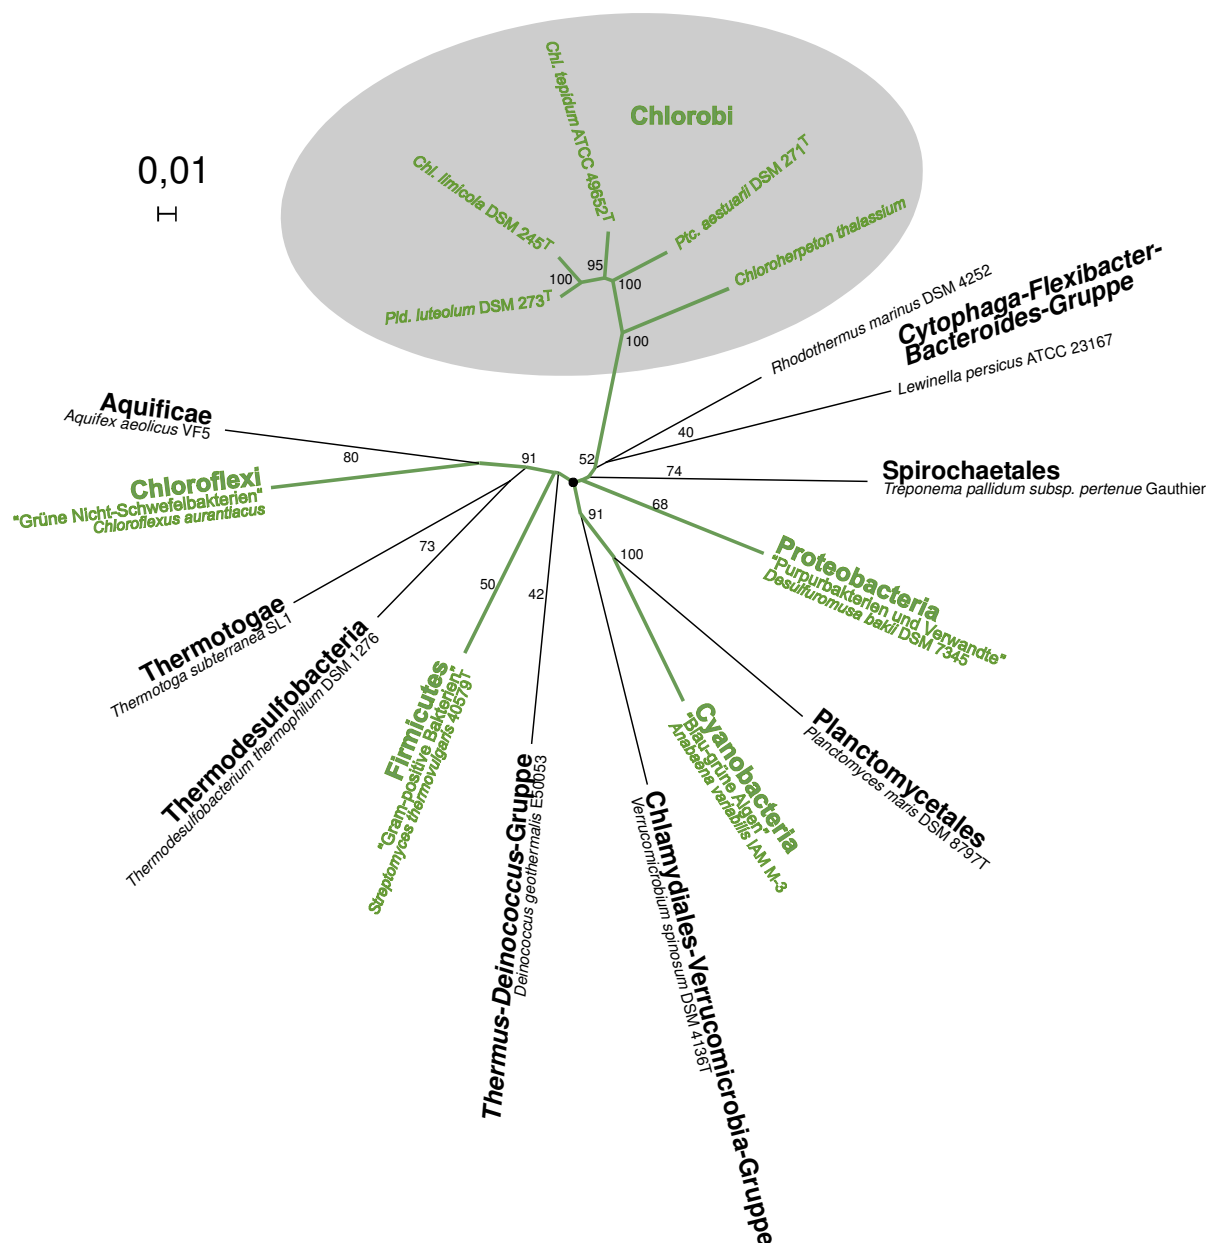 Chl. tepidum ATCC 49652T
Chlorobi
0,01
Chl. limicola DSM 245T
Ptc. aestuarii DSM 271T
Chloroherpeton thalassium
95
100
100
Pld. luteolum DSM 273T
100
Rhodothermus marinus DSM 4252
Cytophaga-Flexibacter-
Bacteroides-Gruppe
Lewinella persicus ATCC 23167
Aquificae
Aquifex aeolicus VF5
40
80
91
52
74
Spirochaetales
Treponema pallidum subsp. pertenue Gauthier
Chloroflexi
"Grüne Nicht-Schwefelbakterien"
Chloroflexus aurantiacus
68
91
73
100
50
42
Proteobacteria
"Purpurbakterien und Verwandte"
Desulfuromusa bakii DSM 7345
Thermotogae
Thermotoga subterranea SL1
Thermodesulfobacteria
Thermodesulfobacterium thermophilum DSM 1276
Firmicutes
"Gram-positive Bakterien"
Streptomyces thermovulgaris 40579T
Thermus-Deinococcus-Gruppe
Deinococcus geothermalis E50053
Cyanobacteria
"Blau-grüne Algen"
Anabaena variabilis IAM M-3
Planctomycetales
Planctomyces maris DSM 8797T
Chlamydiales-Verrucomicrobia-Gruppe
Verrucomicrobium spinosum DSM 4136T